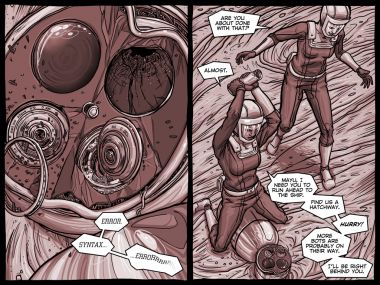 ERROR.
SYNTAX...
...ERRORRRRR-
ARE YOU
ABOUT DONE
WITH THAT?
ALMOST.
MAYLI, I
NEED YOU TO
RUN AHEAD TO
THE SHIP.
FIND US A
HATCHWAY.
HURRY!
MORE
BOTS ARE
PROBABLY ON
THEIR WAY.
I'LL BE RIGHT
BEHIND YOU.